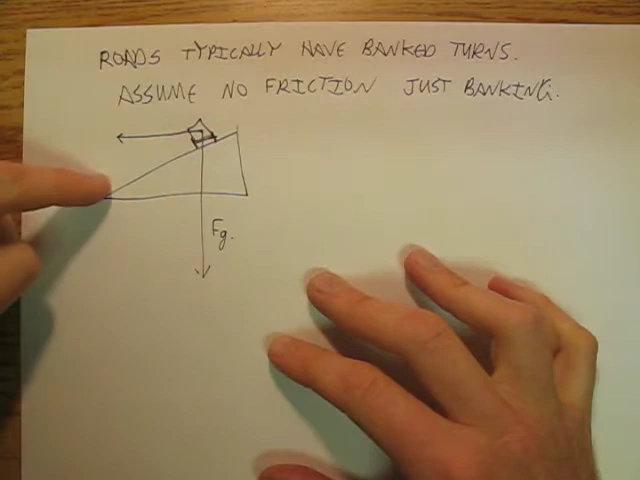 ROADS TYPICALLY HAVE BANKED TURNS.
ASSUME NO FRICTION JUST BANKING.
Fg.